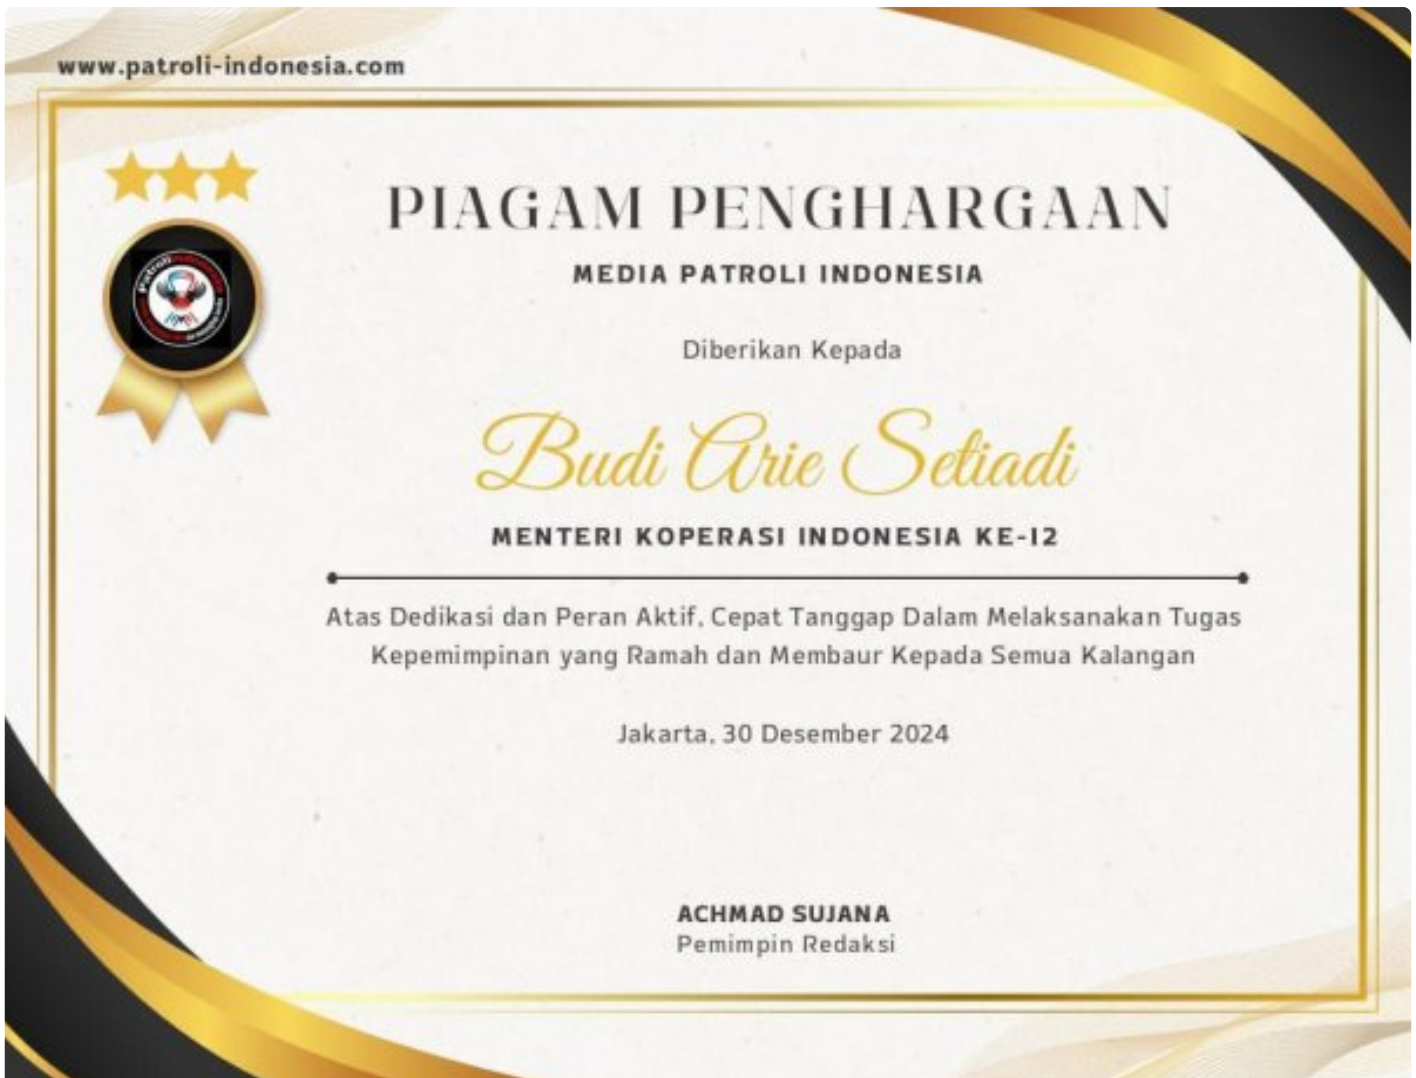 www.patroli-indonesia.com
PIAGAM PENGHARGAAN
MEDIA PATROLI INDONESIA
PatroliIndonesia
Diberikan Kepada
Budi Arie Setiadi
MENTERI KOPERASI INDONESIA KE-12
Atas Dedikasi dan Peran Aktif, Cepat Tanggap Dalam Melaksanakan Tugas
Kepemimpinan yang Ramah dan Membaur Kepada Semua Kalangan
Jakarta, 30 Desember 2024
ACHMAD SUJANA
Pemimpin Redaksi